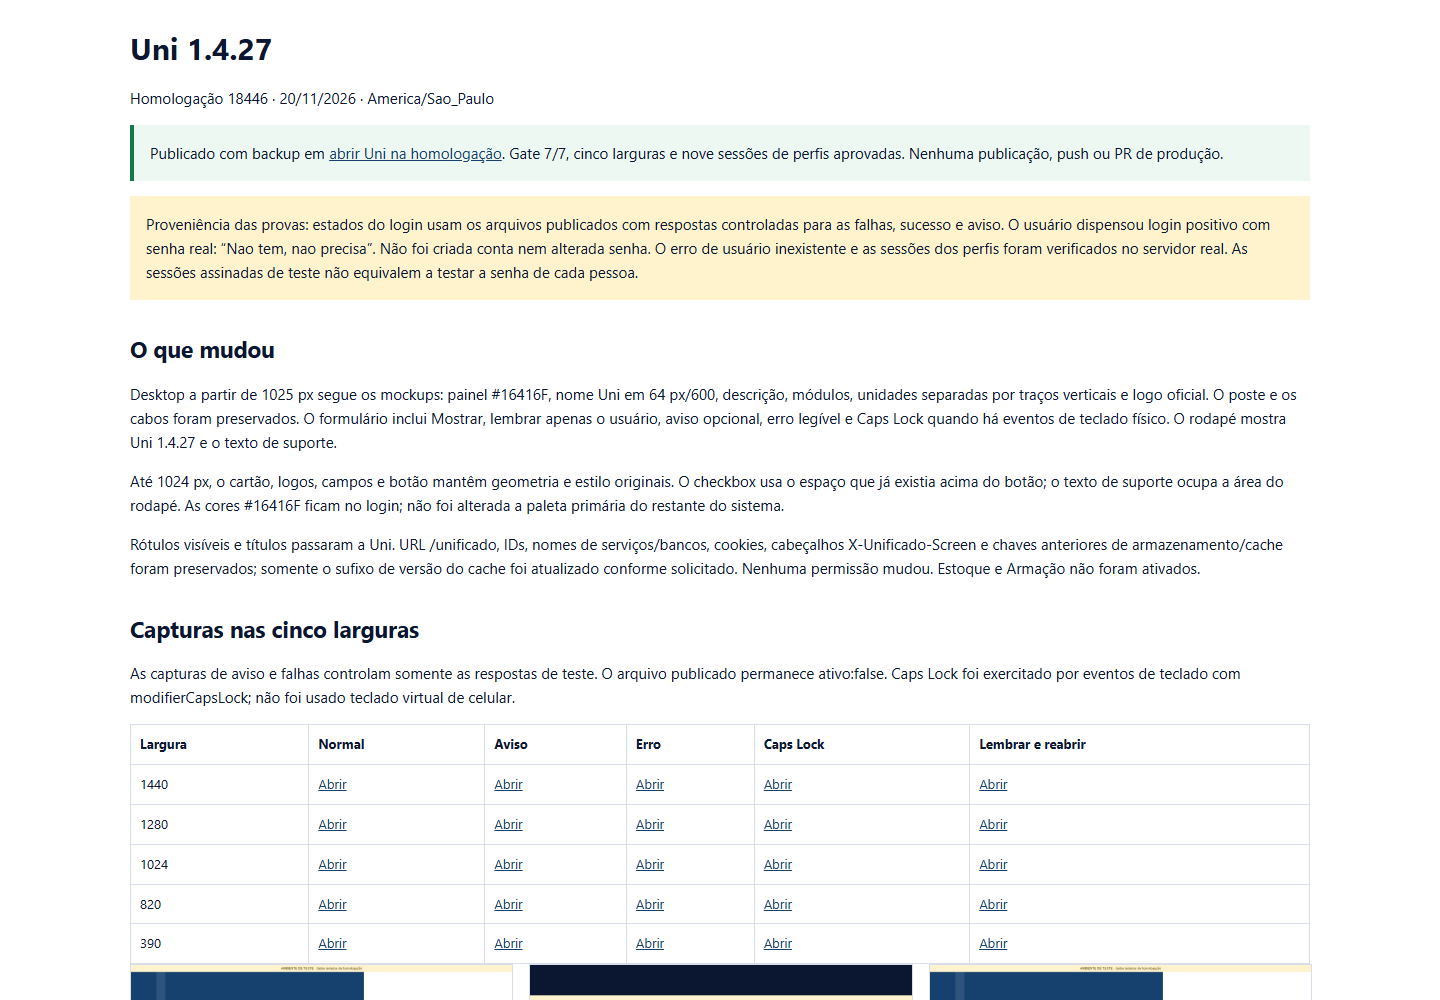 Uni 1.4.27
Homologação 18446 · 20/11/2026 · America/Sao_Paulo
Publicado com backup em abrir Uni na homologação. Gate 7/7, cinco larguras e nove sessões de perfis aprovadas. Nenhuma publicação, push ou PR de produção.
Proveniência das provas: estados do login usam os arquivos publicados com respostas controladas para as falhas, sucesso e aviso. O usuário dispensou login positivo com
senha real: “Nao tem, nao precisa”. Não foi criada conta nem alterada senha. O erro de usuário inexistente e as sessões dos perfis foram verificados no servidor real. As
sessões assinadas de teste não equivalem a testar a senha de cada pessoa.
O que mudou
Desktop a partir de 1025 px segue os mockups: painel #16416F, nome Uni em 64 px/600, descrição, módulos, unidades separadas por traços verticais e logo oficial. O poste e os
cabos foram preservados. O formulário inclui Mostrar, lembrar apenas o usuário, aviso opcional, erro legível e Caps Lock quando há eventos de teclado físico. O rodapé mostra
Uni 1.4.27 e o texto de suporte.
Até 1024 px, o cartão, logos, campos e botão mantêm geometria e estilo originais. O checkbox usa o espaço que já existia acima do botão; o texto de suporte ocupa a área do
rodapé. As cores #16416F ficam no login; não foi alterada a paleta primária do restante do sistema.
Rótulos visíveis e títulos passaram a Uni. URL /unificado, IDs, nomes de serviços/bancos, cookies, cabeçalhos X-Unificado-Screen e chaves anteriores de armazenamento/cache
foram preservados; somente o sufixo de versão do cache foi atualizado conforme solicitado. Nenhuma permissão mudou. Estoque e Armação não foram ativados.
Capturas nas cinco larguras
As capturas de aviso e falhas controlam somente as respostas de teste. O arquivo publicado permanece ativo:false. Caps Lock foi exercitado por eventos de teclado com
modifierCapsLock; não foi usado teclado virtual de celular.
Largura Normal Aviso Erro Caps Lock Lembrar e reabrir
1440 Abrir Abrir Abrir Abrir Abrir
1280 Abrir Abrir Abrir Abrir Abrir
1024 Abrir Abrir Abrir Abrir Abrir
820 Abrir Abrir Abrir Abrir Abrir
390 Abrir Abrir Abrir Abrir Abrir